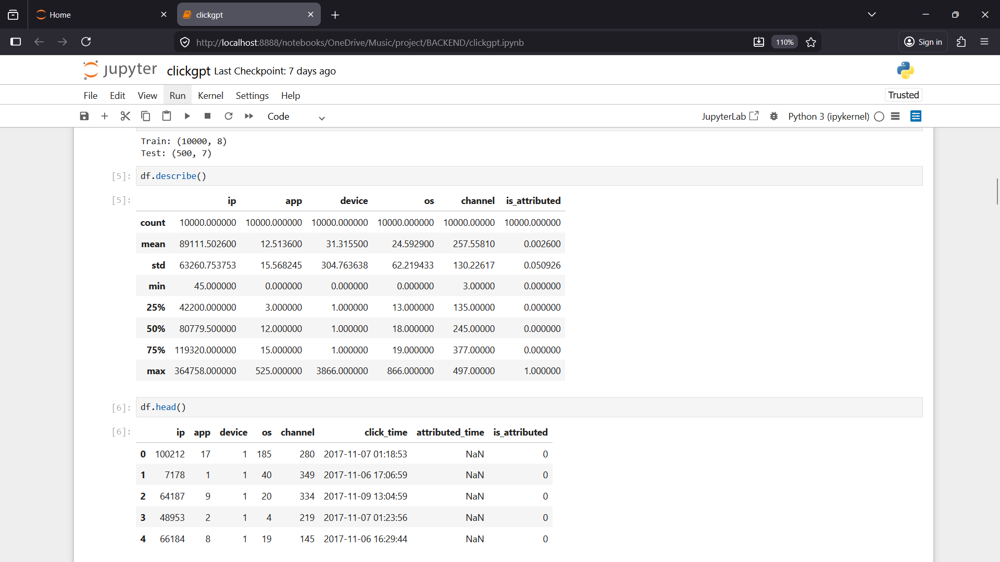 Home
clickgpt
http://localhost:8888/notebooks/OneDrive/Music/project/BACKEND/clickgpt.ipynb
110%
Sign in
jupyter clickgpt Last Checkpoint: 7 days ago
File Edit View Run Kernel Settings Help
Trusted
Code
JupyterLab
Python 3 (ipykernel)
Train: (10000, 8)
Test: (500, 7)
[5]: df.describe()
[5]: ip app device os channel is_attributed
count 10000.000000 10000.000000 10000.000000 10000.000000 10000.00000 10000.000000
mean 89111.502600 12.513600 31.315500 24.592900 257.55810 0.002600
std 63260.753753 15.568245 304.763638 62.219433 130.22617 0.050926
min 45.000000 0.000000 0.000000 0.000000 3.00000 0.000000
25% 42200.000000 3.000000 1.000000 13.000000 135.00000 0.000000
50% 80779.500000 12.000000 1.000000 18.000000 245.00000 0.000000
75% 119320.000000 15.000000 1.000000 19.000000 377.00000 0.000000
max 364758.000000 525.000000 3866.000000 866.000000 497.00000 1.000000
[6]: df.head()
[6]: ip app device os channel click_time attributed_time is_attributed
0 100212 17 1 185 280 2017-11-07 01:18:53 NaN 0
1 7178 1 1 40 349 2017-11-06 17:06:59 NaN 0
2 64187 9 1 20 334 2017-11-09 13:04:59 NaN 0
3 48953 2 1 4 219 2017-11-07 01:23:56 NaN 0
4 66184 8 1 19 145 2017-11-06 16:29:44 NaN 0